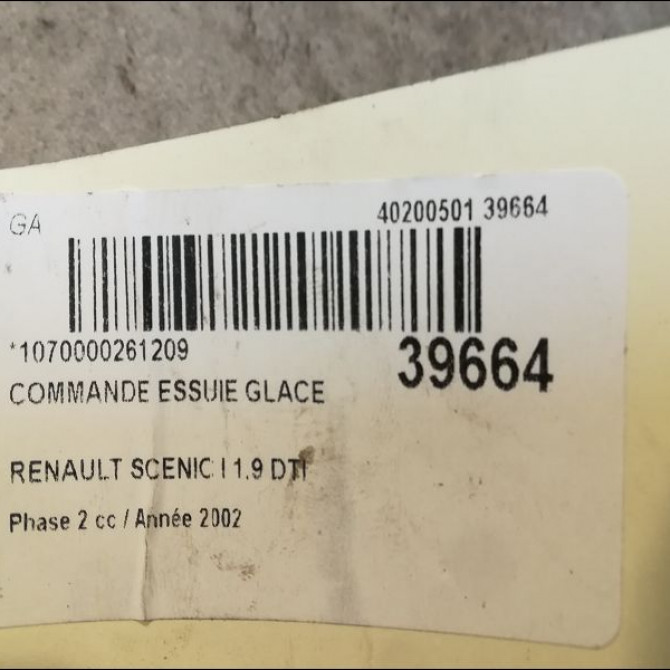 GA
40200501 39664
*1070000261209
39664
COMMANDE ESSUIE GLACE
RENAULT SCENIC I 1.9 DTI
Phase 2 cc / Année 2002